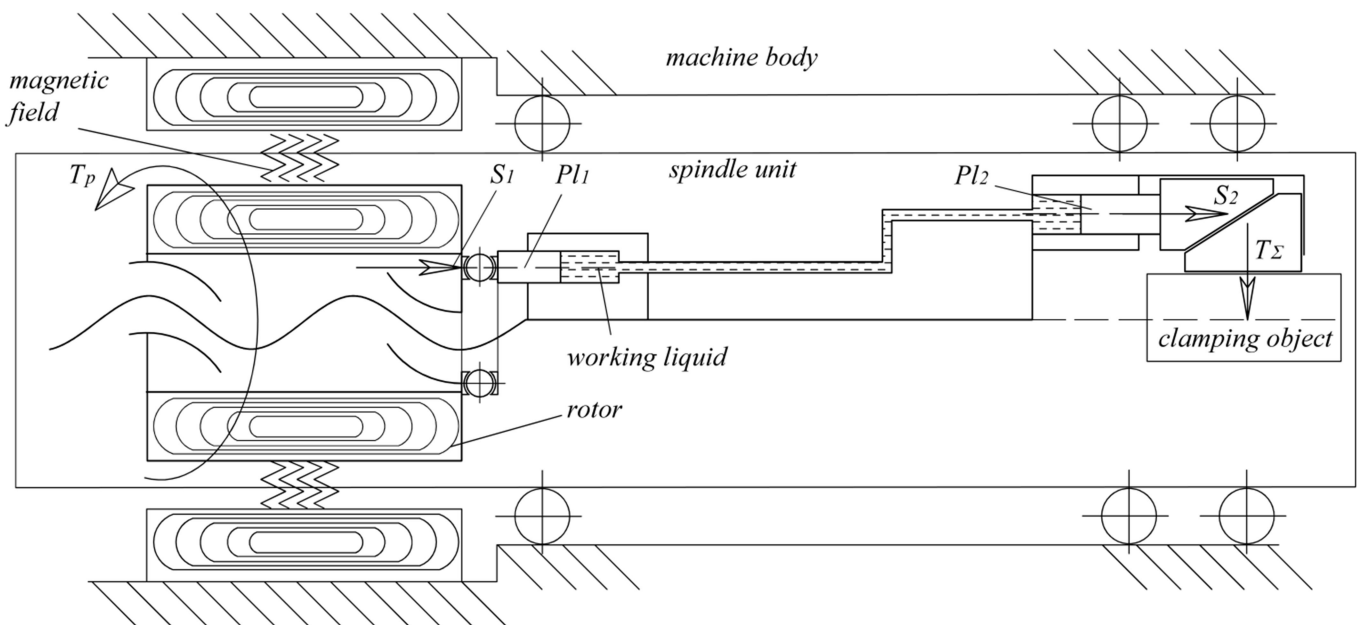 machine body
magnetic
field
spindle unit
Tp
S1
Pl1
Pl2
S2
TΣ
clamping object
working liquid
rotor